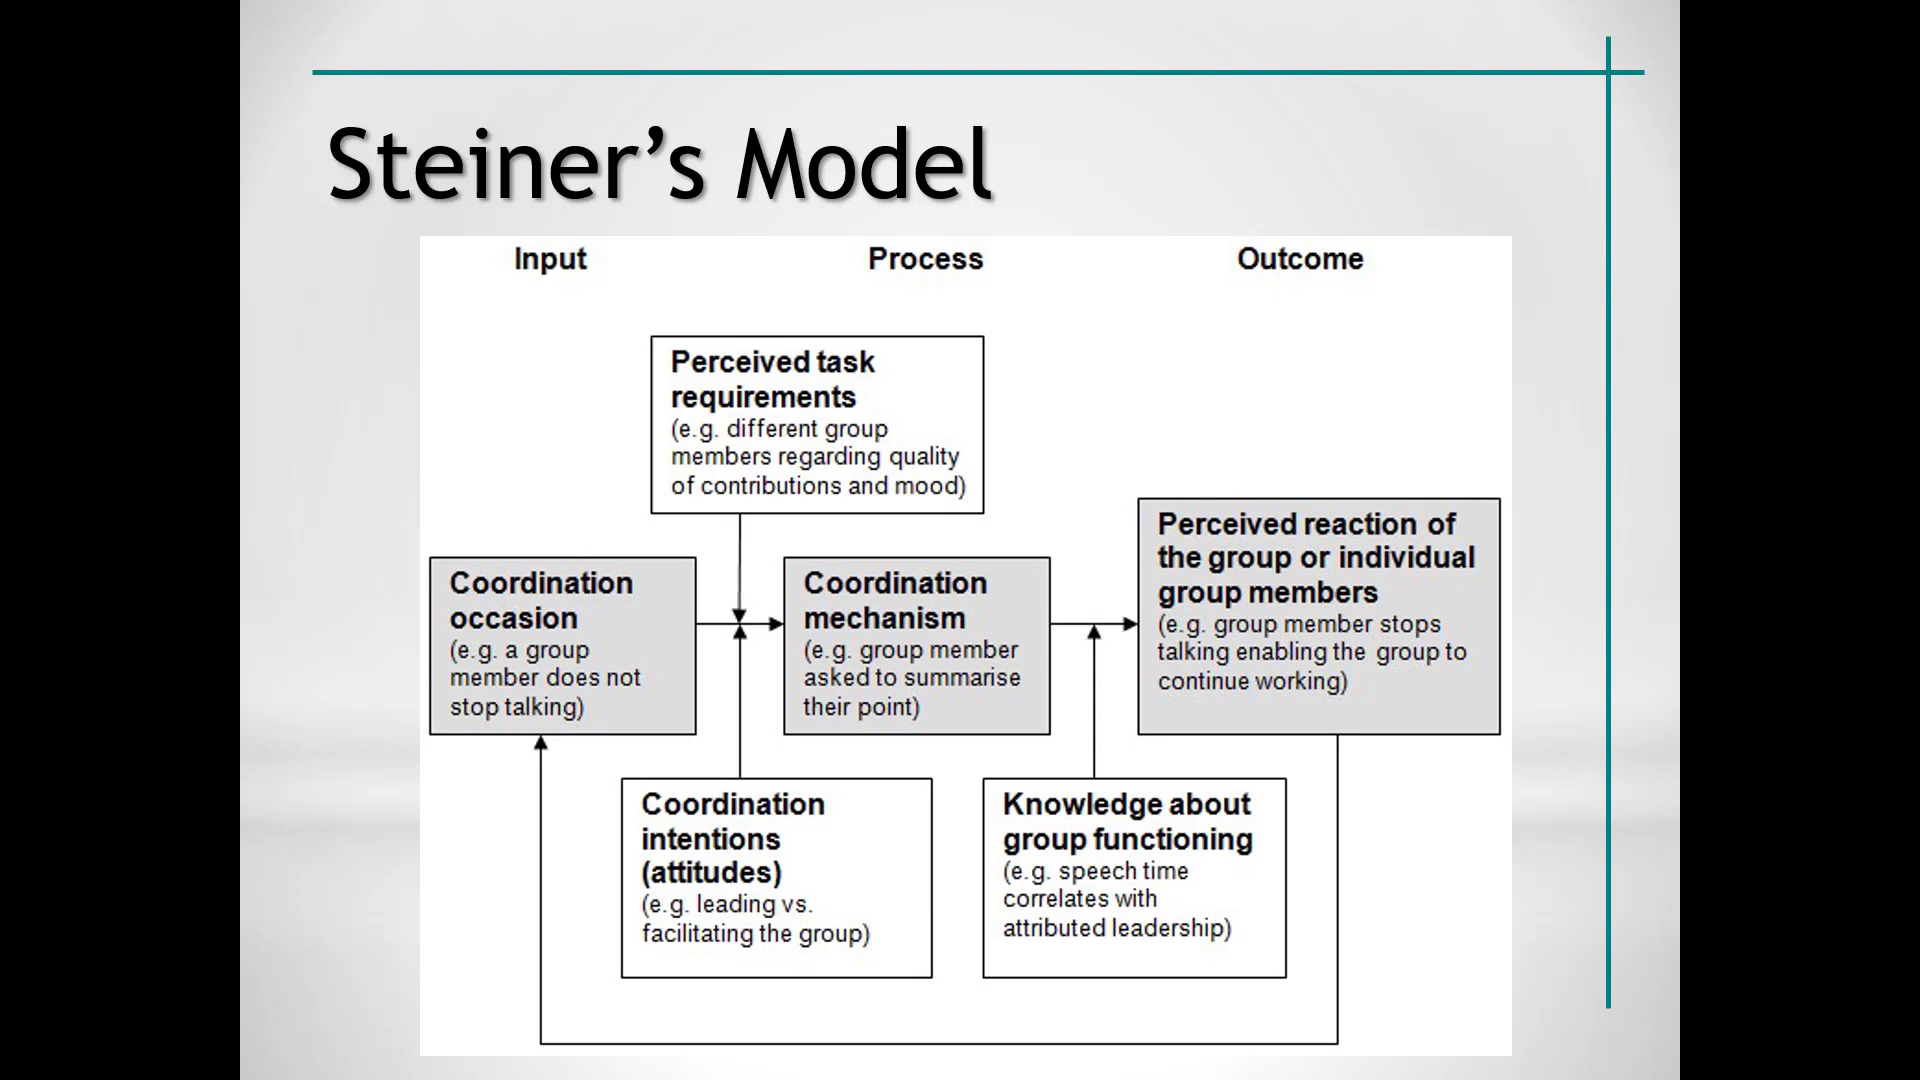 Steiner’s Model
Input
Process
Outcome
Perceived task
requirements
(e.g. different group
members regarding quality
of contributions and mood)
Coordination
occasion
(e.g. a group
member does not
stop talking)
Coordination
mechanism
(e.g. group member
asked to summarise
their point)
Perceived reaction of
the group or individual
group members
(e.g. group member stops
talking enabling the group to
continue working)
Coordination
intentions
(attitudes)
(e.g. leading vs.
facilitating the group)
Knowledge about
group functioning
(e.g. speech time
correlates with
attributed leadership)